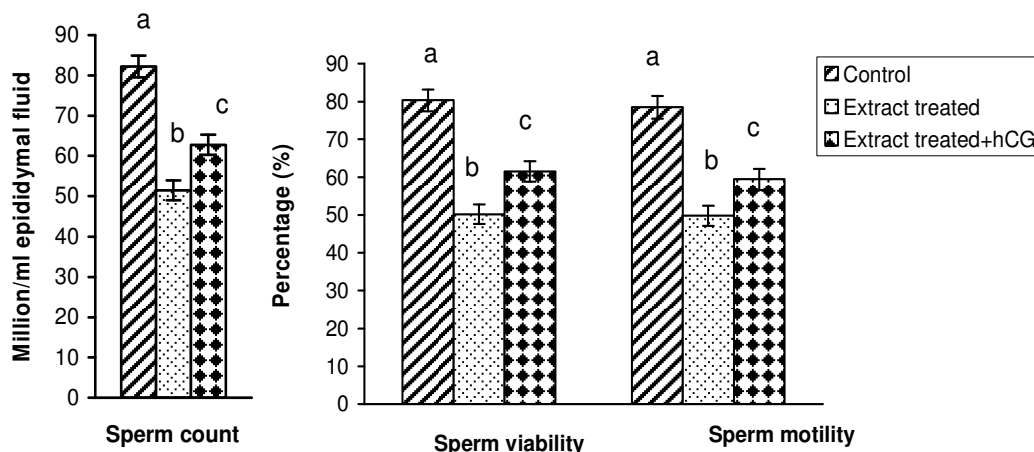 Million/ml epididymal fluid
90
80
70
60
50
40
30
20
10
0
a
b
c
Sperm count
Percentage (%)
90
80
70
60
50
40
30
20
10
0
a
b
c
a
b
c
Sperm viability
Sperm motility
Control
Extract treated
Extract treated+hCG